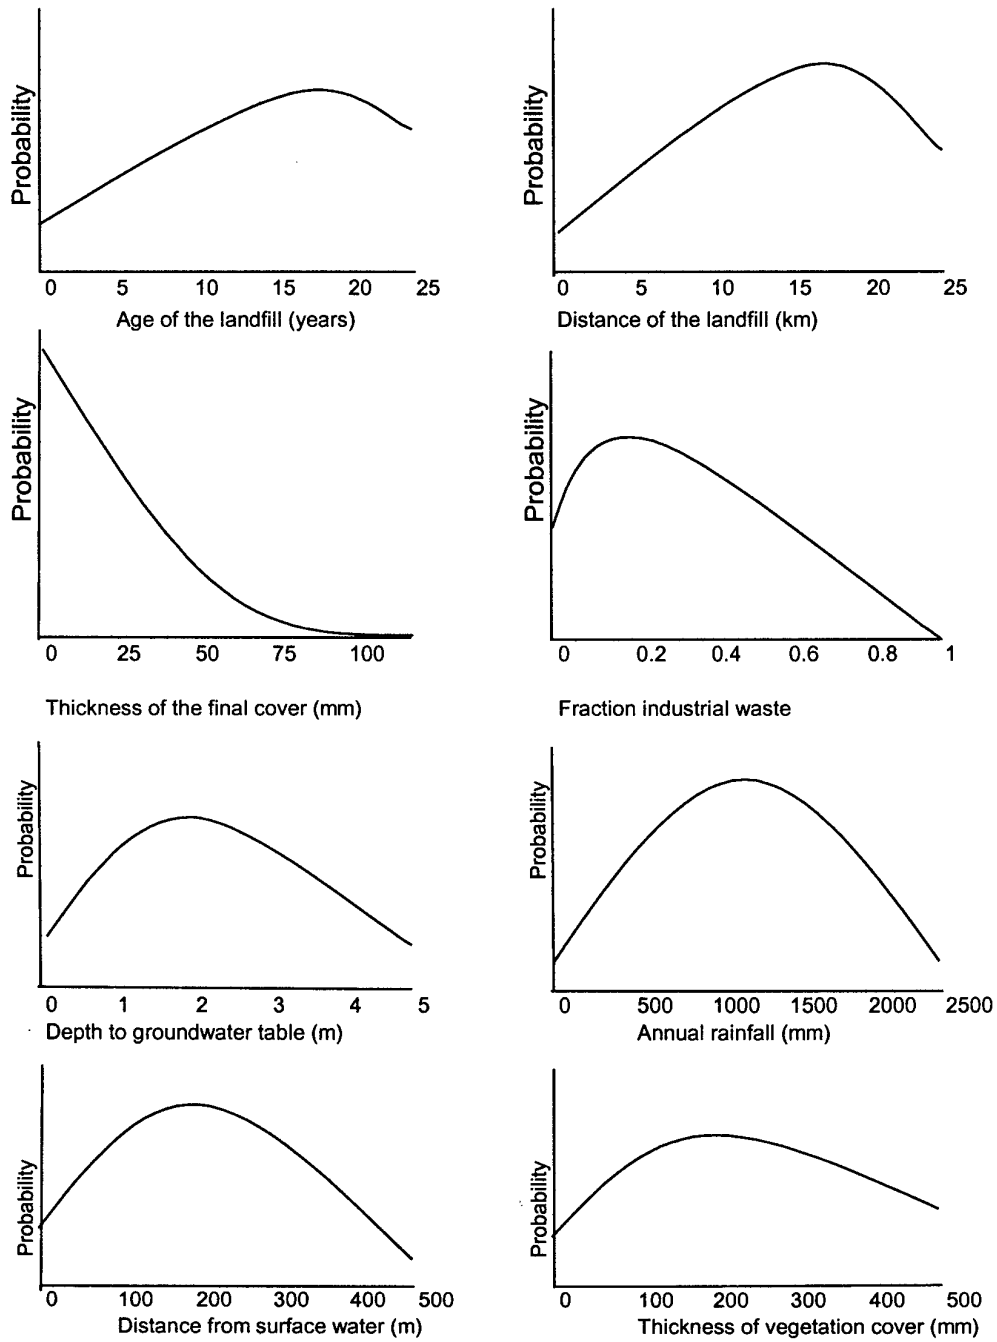 Probability
Probability
0 5 10 15 20 25
0 5 10 15 20 25
Age of the landfill (years)
Distance of the landfill (km)
Probability
Probability
0 25 50 75 100
0 0.2 0.4 0.6 0.8 1
Thickness of the final cover (mm)
Fraction industrial waste
Probability
Probability
0 1 2 3 4 5
0 500 1000 1500 2000 2500
Depth to groundwater table (m)
Annual rainfall (mm)
Probability
Probability
0 100 200 300 400 500
0 100 200 300 400 500
Distance from surface water (m)
Thickness of vegetation cover (mm)